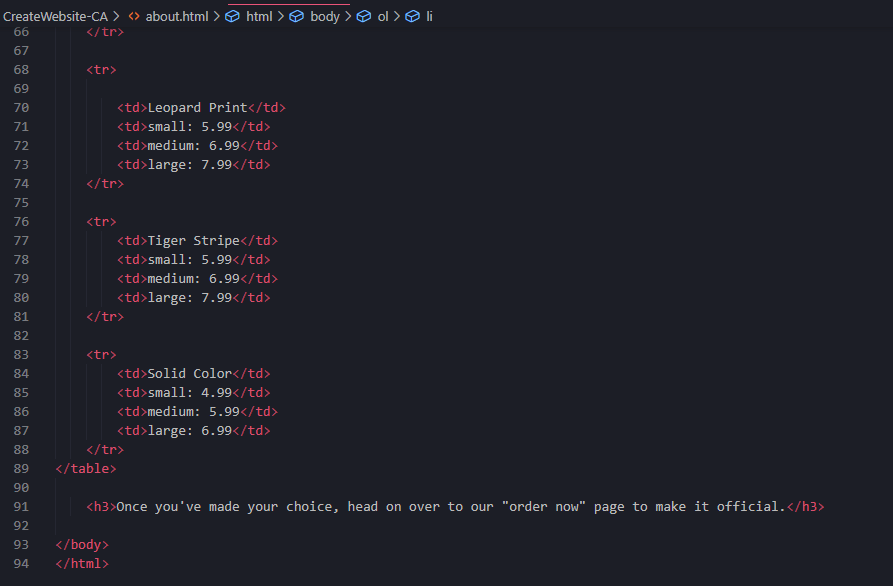 CreateWebsite-CA > <> about.html > html > body > ol > li
66 </tr>
67
68 <tr>
69
70 <td>Leopard Print</td>
71 <td>small: 5.99</td>
72 <td>medium: 6.99</td>
73 <td>large: 7.99</td>
74 </tr>
75
76 <tr>
77 <td>Tiger Stripe</td>
78 <td>small: 5.99</td>
79 <td>medium: 6.99</td>
80 <td>large: 7.99</td>
81 </tr>
82
83 <tr>
84 <td>Solid Color</td>
85 <td>small: 4.99</td>
86 <td>medium: 5.99</td>
87 <td>large: 6.99</td>
88 </tr>
89 </table>
90
91 <h3>Once you've made your choice, head on over to our "order now" page to make it official.</h3>
92
93 </body>
94 </html>